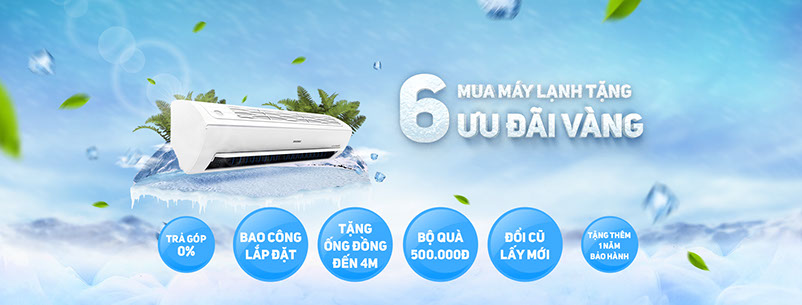 6
MUA MÁY LẠNH TẶNG
ƯU ĐÃI VÀNG
TRẢ GÓP
0%
BAO CÔNG
LẮP ĐẶT
TẶNG
ỐNG ĐỒNG
ĐẾN 4M
BỘ QUÀ
500.000Đ
ĐỔI CŨ
LẤY MỚI
TẶNG THÊM
1 NĂM
BẢO HÀNH